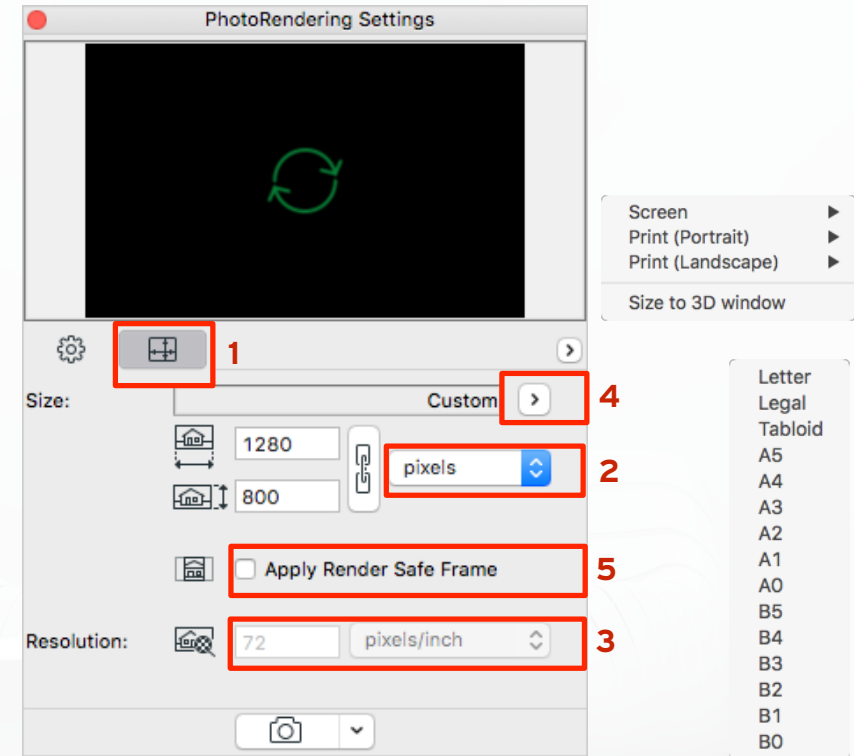 PhotoRendering Settings
1
Size:
Custom
4
1280
pixels
2
800
Apply Render Safe Frame
5
Resolution:
72
pixels/inch
3
Screen
Print (Portrait)
Print (Landscape)
Size to 3D window
Letter
Legal
Tabloid
A5
A4
A3
A2
A1
A0
B5
B4
B3
B2
B1
B0